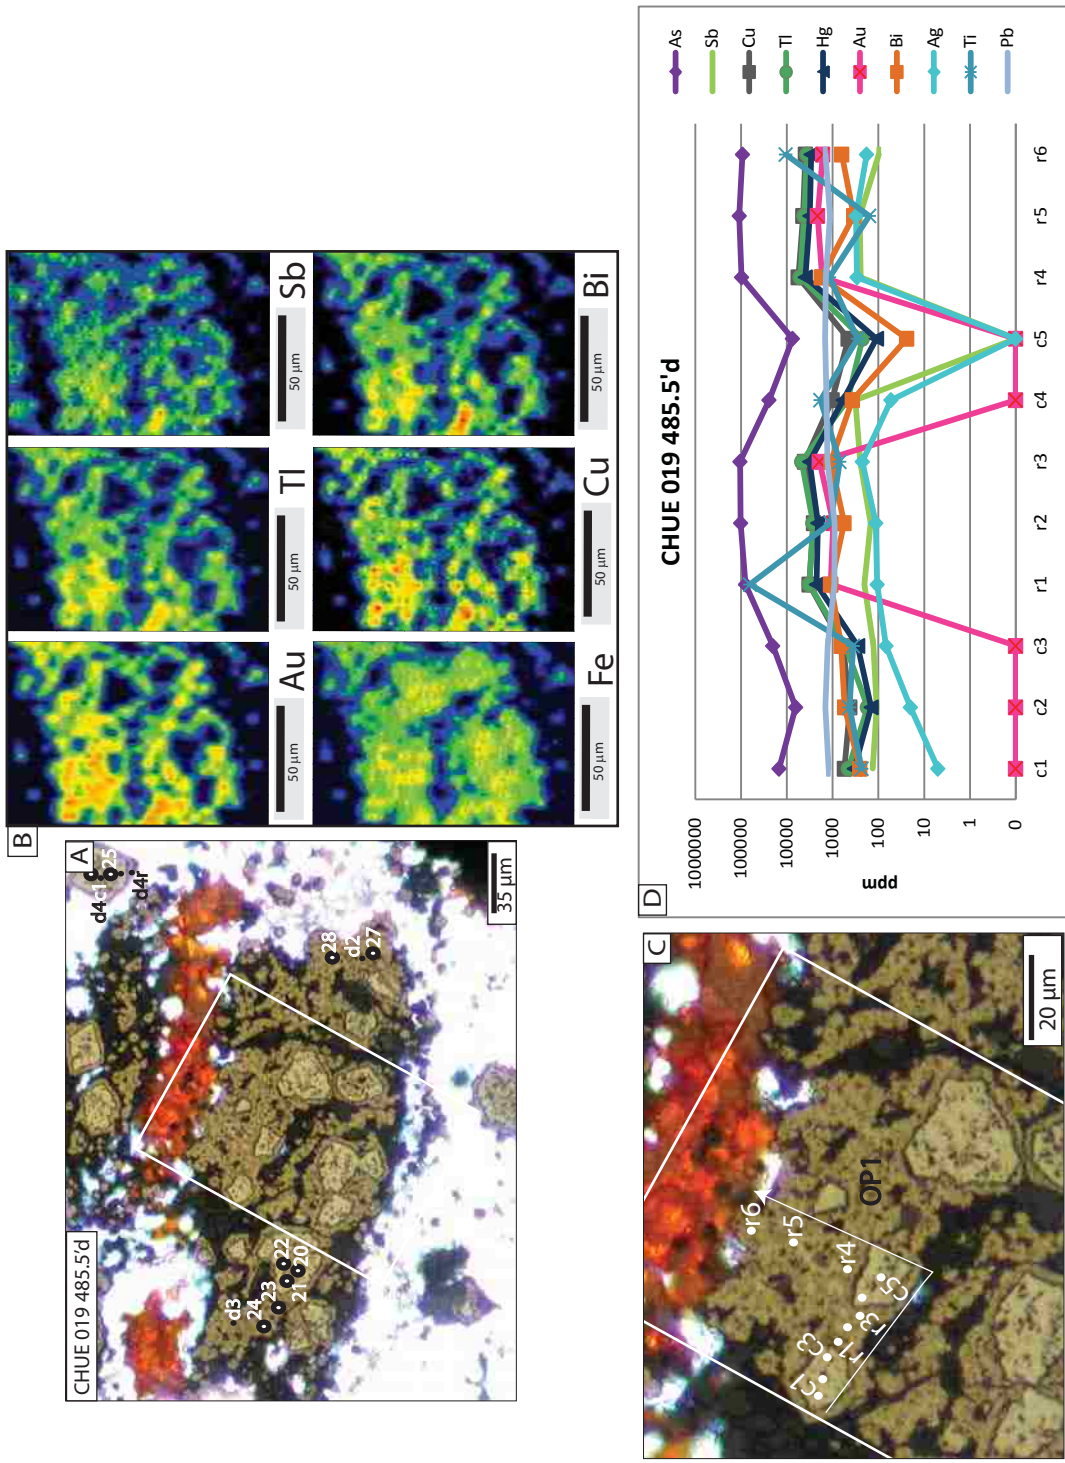 A
CHUE 019 485.5'd
d3
24
23
22
21
20
28
d2
27
d4
c1
25
d4r
35 µm
B
Au
50 µm
Tl
50 µm
Sb
50 µm
Fe
50 µm
Cu
50 µm
Bi
50 µm
C
C1
C3
r1
r3
C5
r4
r5
r6
OP1
20 µm
D
CHUE 019 485.5'd
ppm
1000000
100000
10000
1000
100
10
1
0
c1 c2 c3 r1 r2 r3 c4 c5 r4 r5 r6
As
Sb
Cu
Tl
Hg
Au
Bi
Ag
Ti
Pb